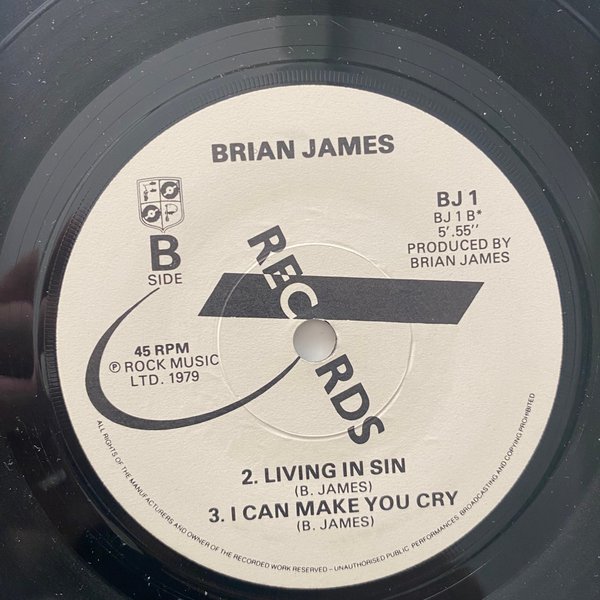 BRIAN JAMES
B
SIDE
BJ 1
BJ 1 B*
5'.55''
PRODUCED BY
BRIAN JAMES
RECORDS
45 RPM
Ⓟ ROCK MUSIC
LTD. 1979
2. LIVING IN SIN
(B. JAMES)
3. I CAN MAKE YOU CRY
(B. JAMES)
ALL RIGHTS OF THE MANUFACTURERS AND OWNER OF THE RECORDED WORK RESERVED – UNAUTHORISED PUBLIC PERFORMANCES, BROADCASTING AND COPYING PROHIBITED